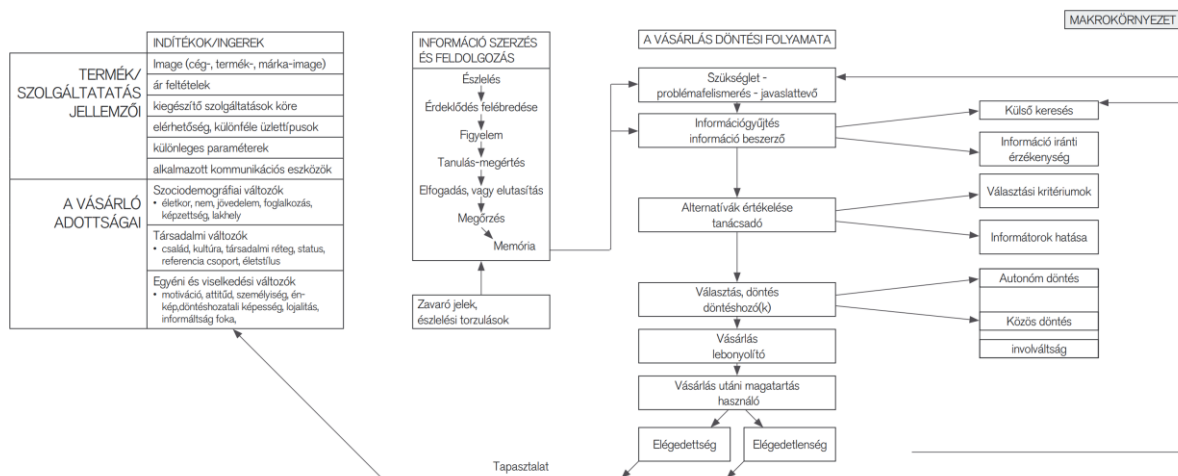 MAKROKÖRNYEZET
INDÍTÉKOK/INGEREK
TERMÉK/
SZOLGÁLTATATÁS
JELLEMZŐI
Image (cég-, termék-, márka-image)
ár feltételek
kiegészítő szolgáltatások köre
elérhetőség, különféle üzlettípusok
különleges paraméterek
alkalmazott kommunikációs eszközök
A VÁSÁRLÓ
ADOTTSÁGAI
Szociodemográfiai változók
• életkor, nem, jövedelem, foglalkozás,
képzettség, lakhely
Társadalmi változók
• család, kultúra, társadalmi réteg, status,
referencia csoport, életstílus
Egyéni és viselkedési változók
• motiváció, attitűd, személyiség, én-
kép,döntéshozatali képesség, lojalitás,
informáltság foka,
INFORMÁCIÓ SZERZÉS
ÉS FELDOLGOZÁS
Észlelés
Érdeklődés felébredése
Figyelem
Tanulás-megértés
Elfogadás, vagy elutasítás
Megőrzés
Memória
Zavaró jelek,
észlelési torzulások
A VÁSÁRLÁS DÖNTÉSI FOLYAMATA
Szükséglet -
problémafelismerés - javaslattevő
Információgyűjtés
információ beszerző
Alternatívák értékelése
tanácsadó
Választás, döntés
döntéshozó(k)
Vásárlás
lebonyolító
Vásárlás utáni magatartás
használó
Elégedettség
Elégedetlenség
Tapasztalat
Külső keresés
Információ iránti
érzékenység
Választási kritériumok
Informátorok hatása
Autonóm döntés
Közös döntés
involváltság